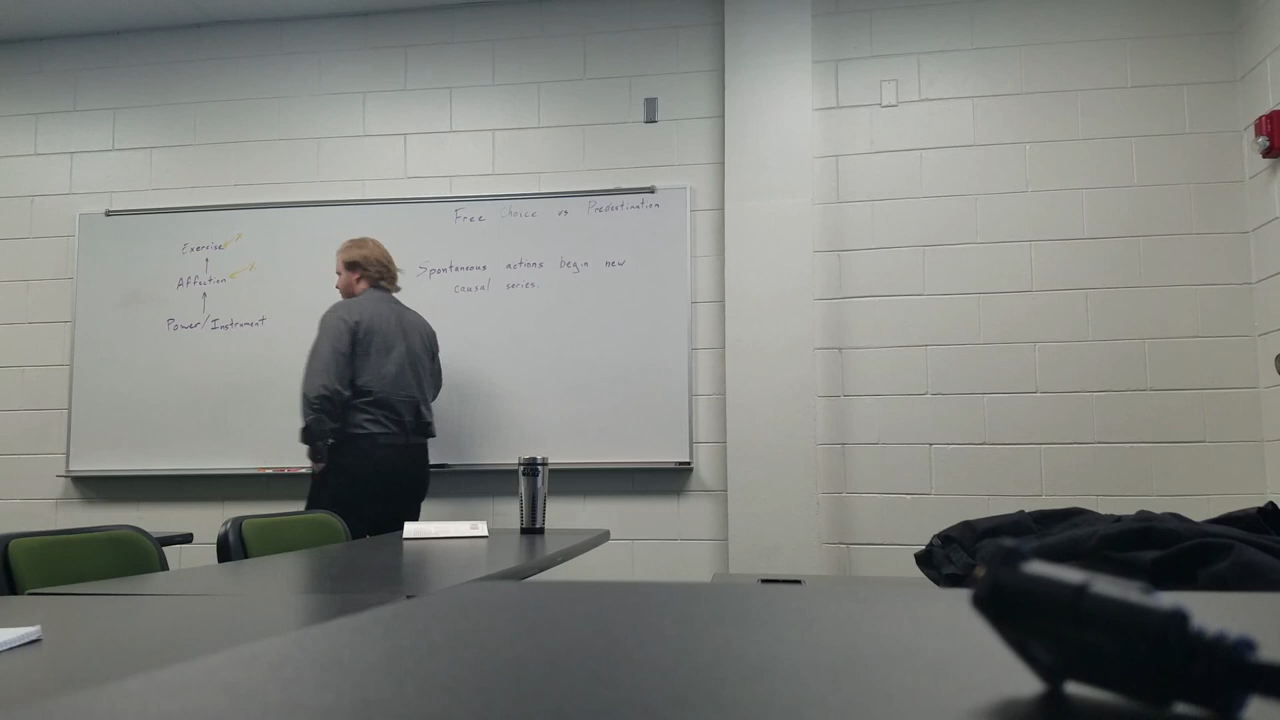 Free Choice vs Predestination
Exercise
Affection
Power/Instrument
Spontaneous actions begin new
causal series.